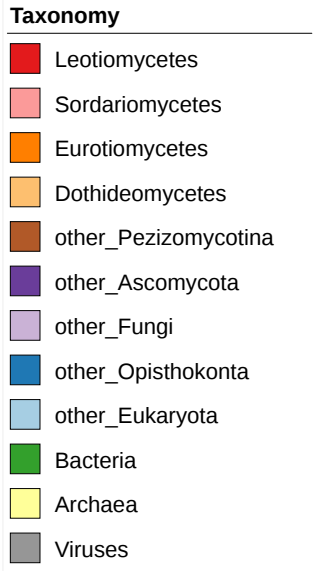 Taxonomy
Leotiomycetes
Sordariomycetes
Eurotiomycetes
Dothideomycetes
other_Pezizomycotina
other_Ascomycota
other_Fungi
other_Opisthokonta
other_Eukaryota
Bacteria
Archaea
Viruses